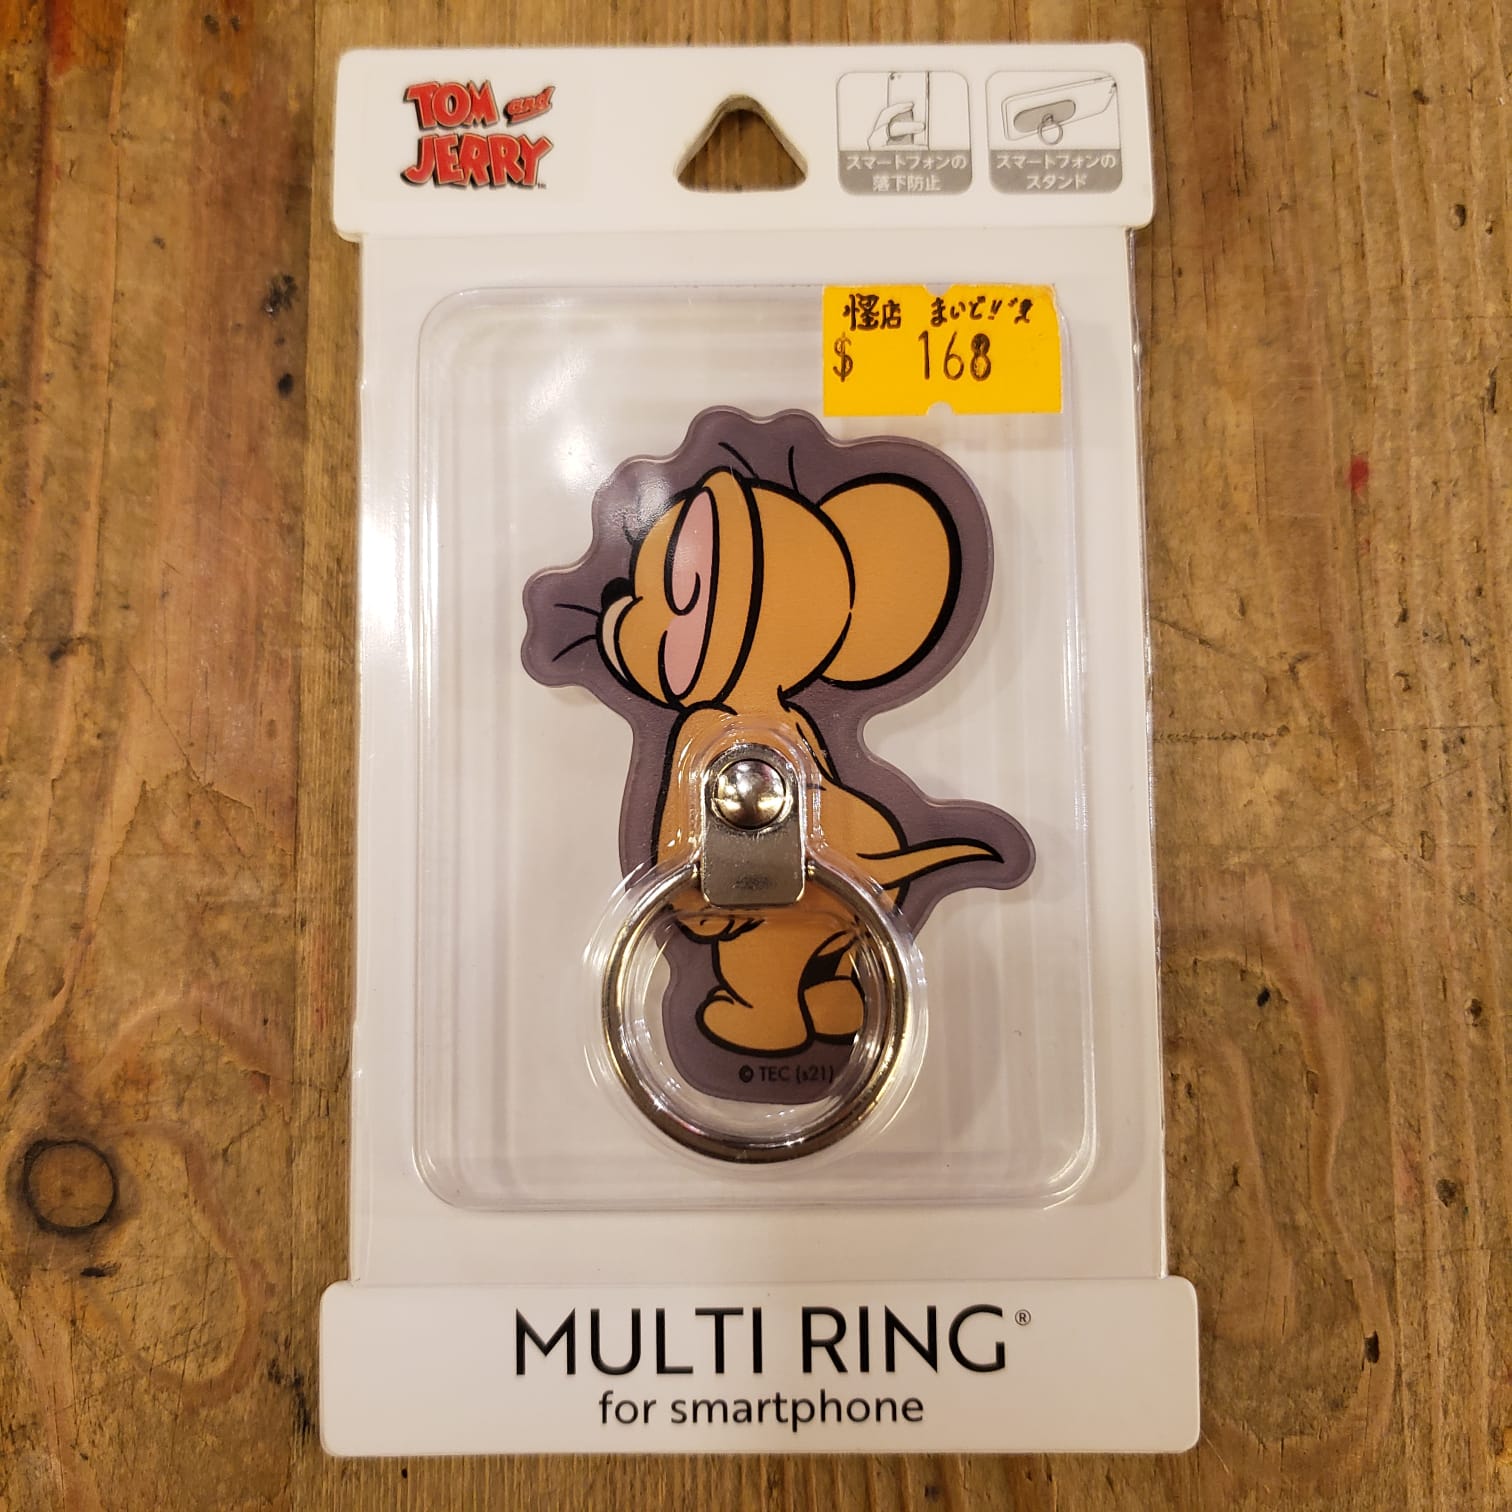 TOM and
JERRY
スマートフォンの
落下防止
スマートフォンの
スタンド
怪店 まいど!!
$ 168
© TEC (s21)
MULTI RING®
for smartphone